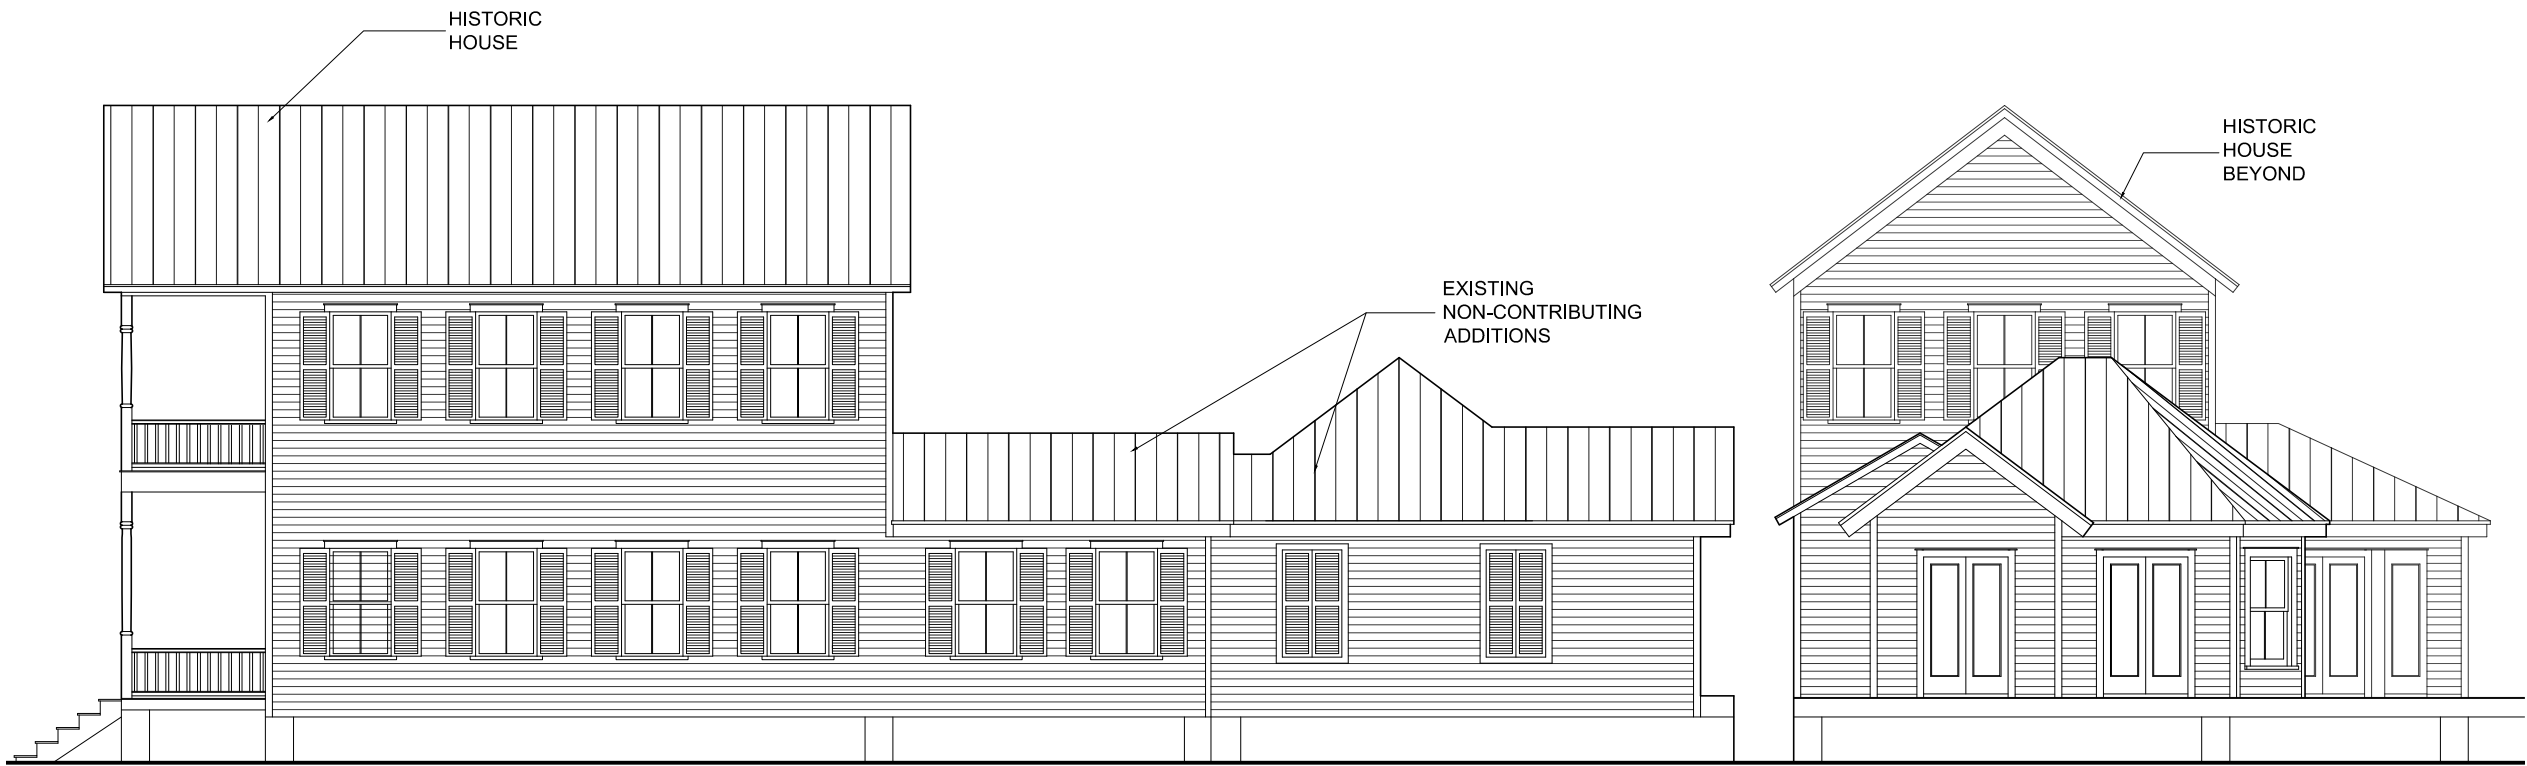 HISTORIC
HOUSE
EXISTING
NON-CONTRIBUTING
ADDITIONS
HISTORIC
HOUSE
BEYOND